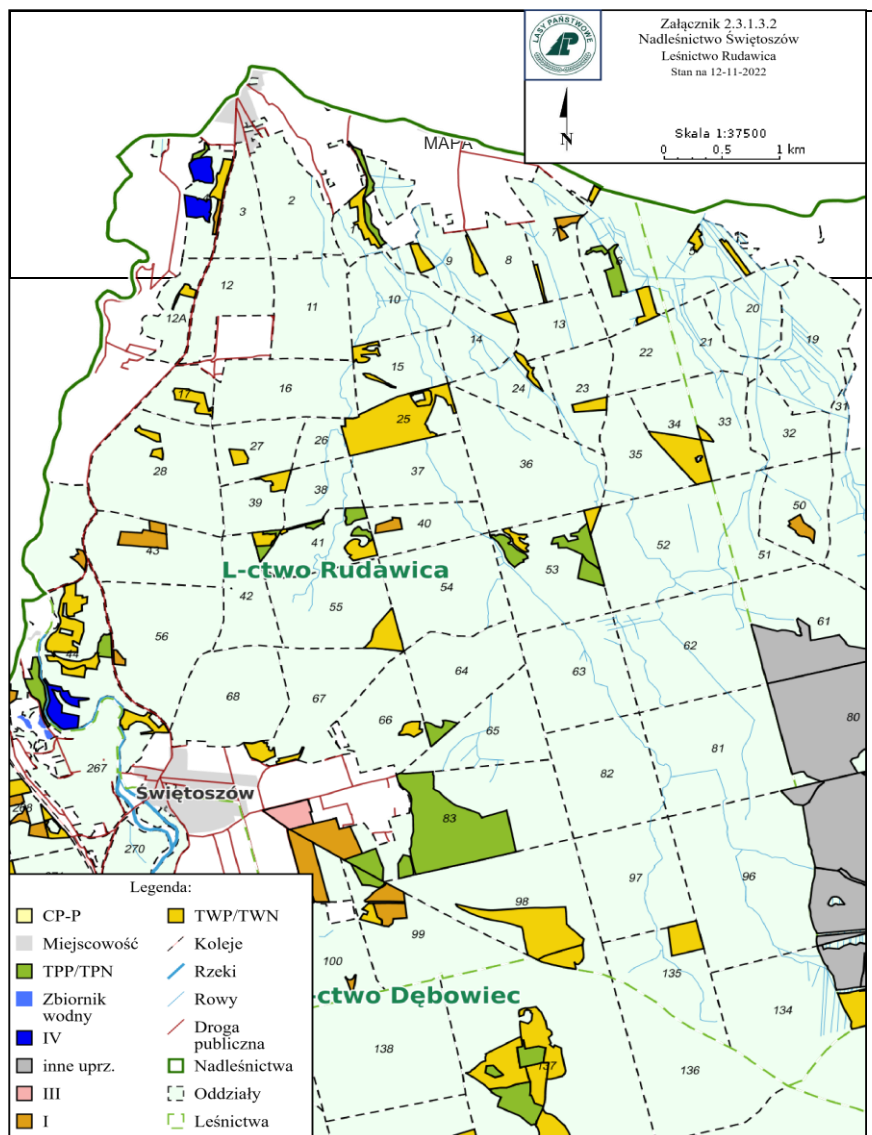 LASY PAŃSTWOWE
Załącznik 2.3.1.3.2
Nadleśnictwo Świętoszów
Leśnictwo Rudawica
Stan na 12-11-2022
N
Skala 1:37500
0 0.5 1 km
MAPA
3 2 1 9 8 7 6 5
12 11 10 12A 14 13 20 21 19 22
15 16 17 24 23 31
25 26 27 28 37 36 35 34 33 32
39 38 40 41 43 50 51 52 53
L-ctwo Rudawica
42 54 55 56 44 61 62 63 64
68 67 66 65 80 81 82
267
Świętoszów
268 270 83 97 96 98 99
100 135 134
-ctwo Dębowiec
138 137 136
Legenda:
CP-P
TWP/TWN
Miejscowość
Koleje
TPP/TPN
Rzeki
Zbiornik
wodny
Rowy
IV
Droga
publiczna
inne uprz.
Nadleśnictwa
III
Oddziały
I
Leśnictwa